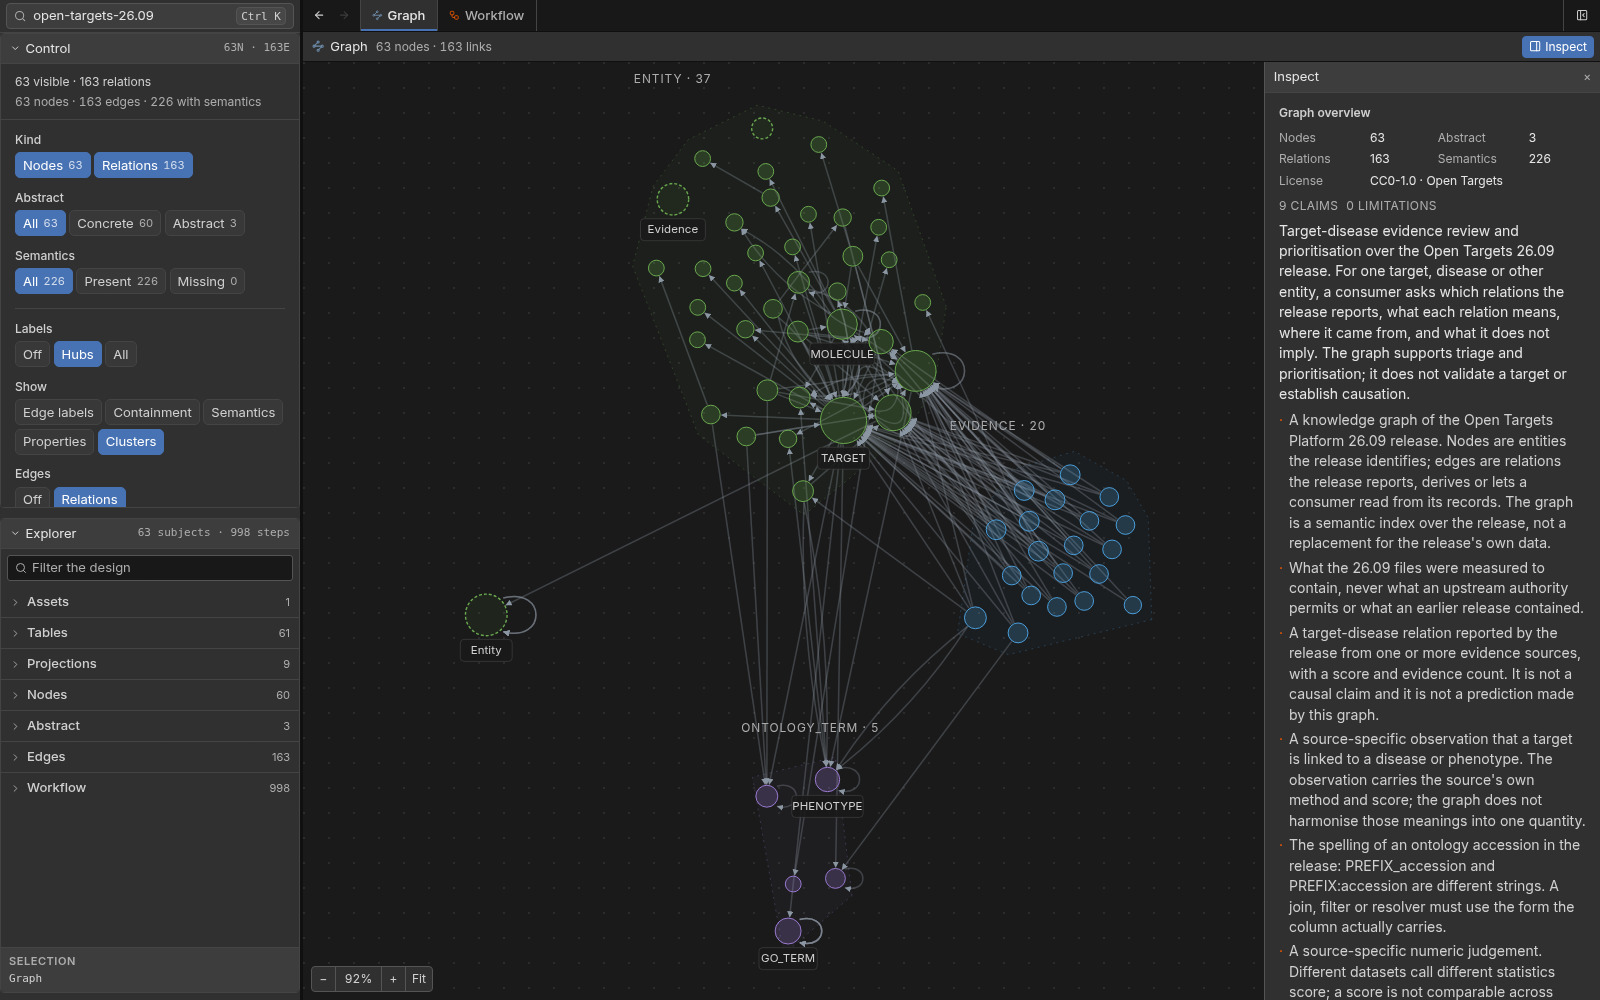 open-targets-26.09
Ctrl K
Graph
Workflow
Control
63N · 163E
Graph
63 nodes · 163 links
Inspect
63 visible · 163 relations
63 nodes · 163 edges · 226 with semantics
Kind
Nodes 63
Relations 163
Abstract
All 63
Concrete 60
Abstract 3
Semantics
All 226
Present 226
Missing 0
Labels
Off
Hubs
All
Show
Edge labels
Containment
Semantics
Properties
Clusters
Edges
Off
Relations
Explorer
63 subjects · 998 steps
Filter the design
Assets 1
Tables 61
Projections 9
Nodes 60
Abstract 3
Edges 163
Workflow 998
SELECTION
Graph
ENTITY · 37
Evidence
MOLECULE
TARGET
EVIDENCE · 20
Entity
ONTOLOGY_TERM · 5
PHENOTYPE
GO_TERM
− 92% + Fit
Inspect ×
Graph overview
Nodes 63 Abstract 3
Relations 163 Semantics 226
License CC0-1.0 · Open Targets
9 CLAIMS 0 LIMITATIONS
Target-disease evidence review and
prioritisation over the Open Targets 26.09
release. For one target, disease or other
entity, a consumer asks which relations the
release reports, what each relation means,
where it came from, and what it does not
imply. The graph supports triage and
prioritisation; it does not validate a target or
establish causation.
· A knowledge graph of the Open Targets
Platform 26.09 release. Nodes are entities
the release identifies; edges are relations
the release reports, derives or lets a
consumer read from its records. The graph
is a semantic index over the release, not a
replacement for the release's own data.
· What the 26.09 files were measured to
contain, never what an upstream authority
permits or what an earlier release contained.
· A target-disease relation reported by the
release from one or more evidence sources,
with a score and evidence count. It is not a
causal claim and it is not a prediction made
by this graph.
· A source-specific observation that a target
is linked to a disease or phenotype. The
observation carries the source's own
method and score; the graph does not
harmonise those meanings into one quantity.
· The spelling of an ontology accession in the
release: PREFIX_accession and
PREFIX:accession are different strings. A
join, filter or resolver must use the form the
column actually carries.
· A source-specific numeric judgement.
Different datasets call different statistics
score; a score is not comparable across